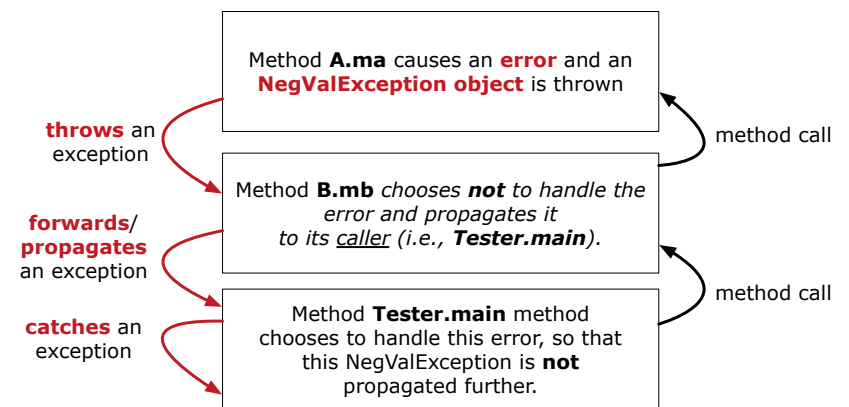 Method A.ma causes an error and an
NegValException object is thrown
throws an
exception
method call
Method B.mb chooses not to handle the
error and propagates it
to its caller (i.e., Tester.main).
forwards/
propagates
an exception
method call
Method Tester.main method
chooses to handle this error, so that
this NegValException is not
propagated further.
catches an
exception